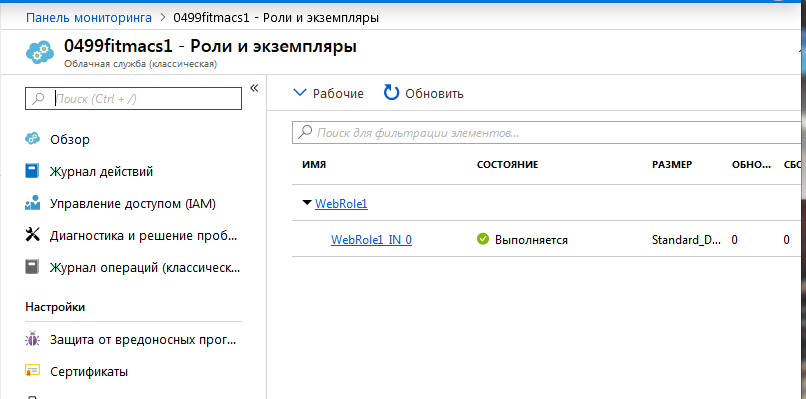 Панель мониторинга > 0499fitmacs1 - Роли и экземпляры
0499fitmacs1 - Роли и экземпляры
Облачная служба (классическая)
Поиск (Ctrl + /)
«
Обзор
Журнал действий
Управление доступом (IAM)
Диагностика и решение проб...
Журнал операций (классическ...
Настройки
Защита от вредоносных прог...
Сертификаты
Рабочие Обновить
Поиск для фильтрации элементов...
ИМЯ СОСТОЯНИЕ РАЗМЕР ОБНО... СБО
WebRole1
WebRole1_IN_0 Выполняется Standard_D... 0 0